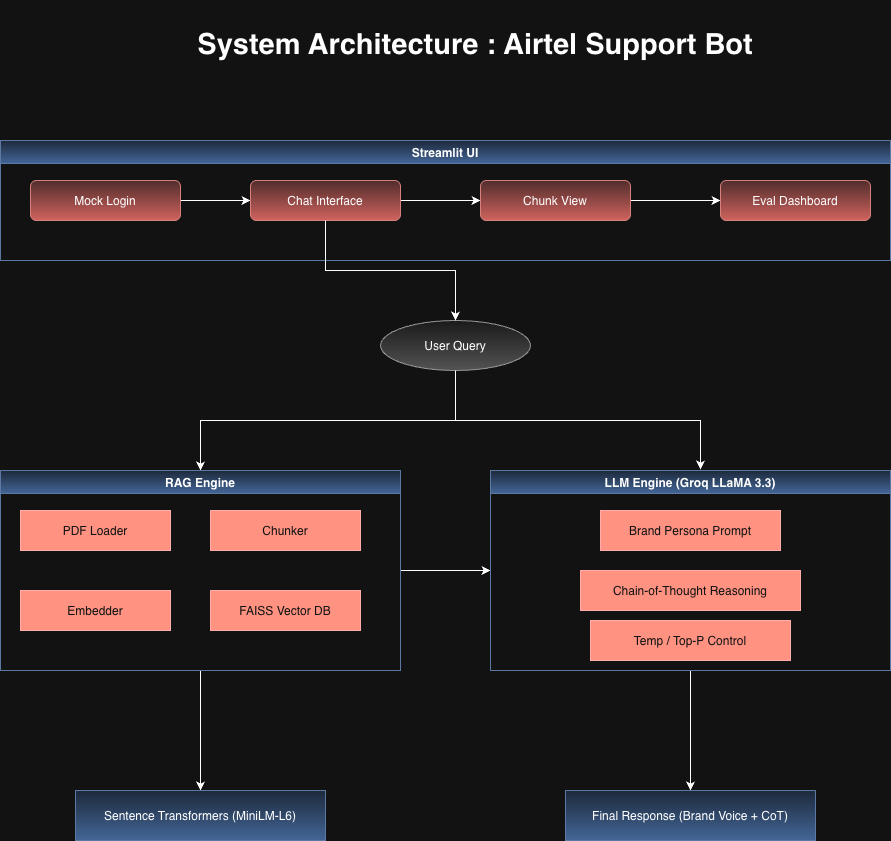 System Architecture : Airtel Support Bot
Streamlit UI
Mock Login
Chat Interface
Chunk View
Eval Dashboard
User Query
RAG Engine
PDF Loader
Chunker
Embedder
FAISS Vector DB
LLM Engine (Groq LLaMA 3.3)
Brand Persona Prompt
Chain-of-Thought Reasoning
Temp / Top-P Control
Sentence Transformers (MiniLM-L6)
Final Response (Brand Voice + CoT)